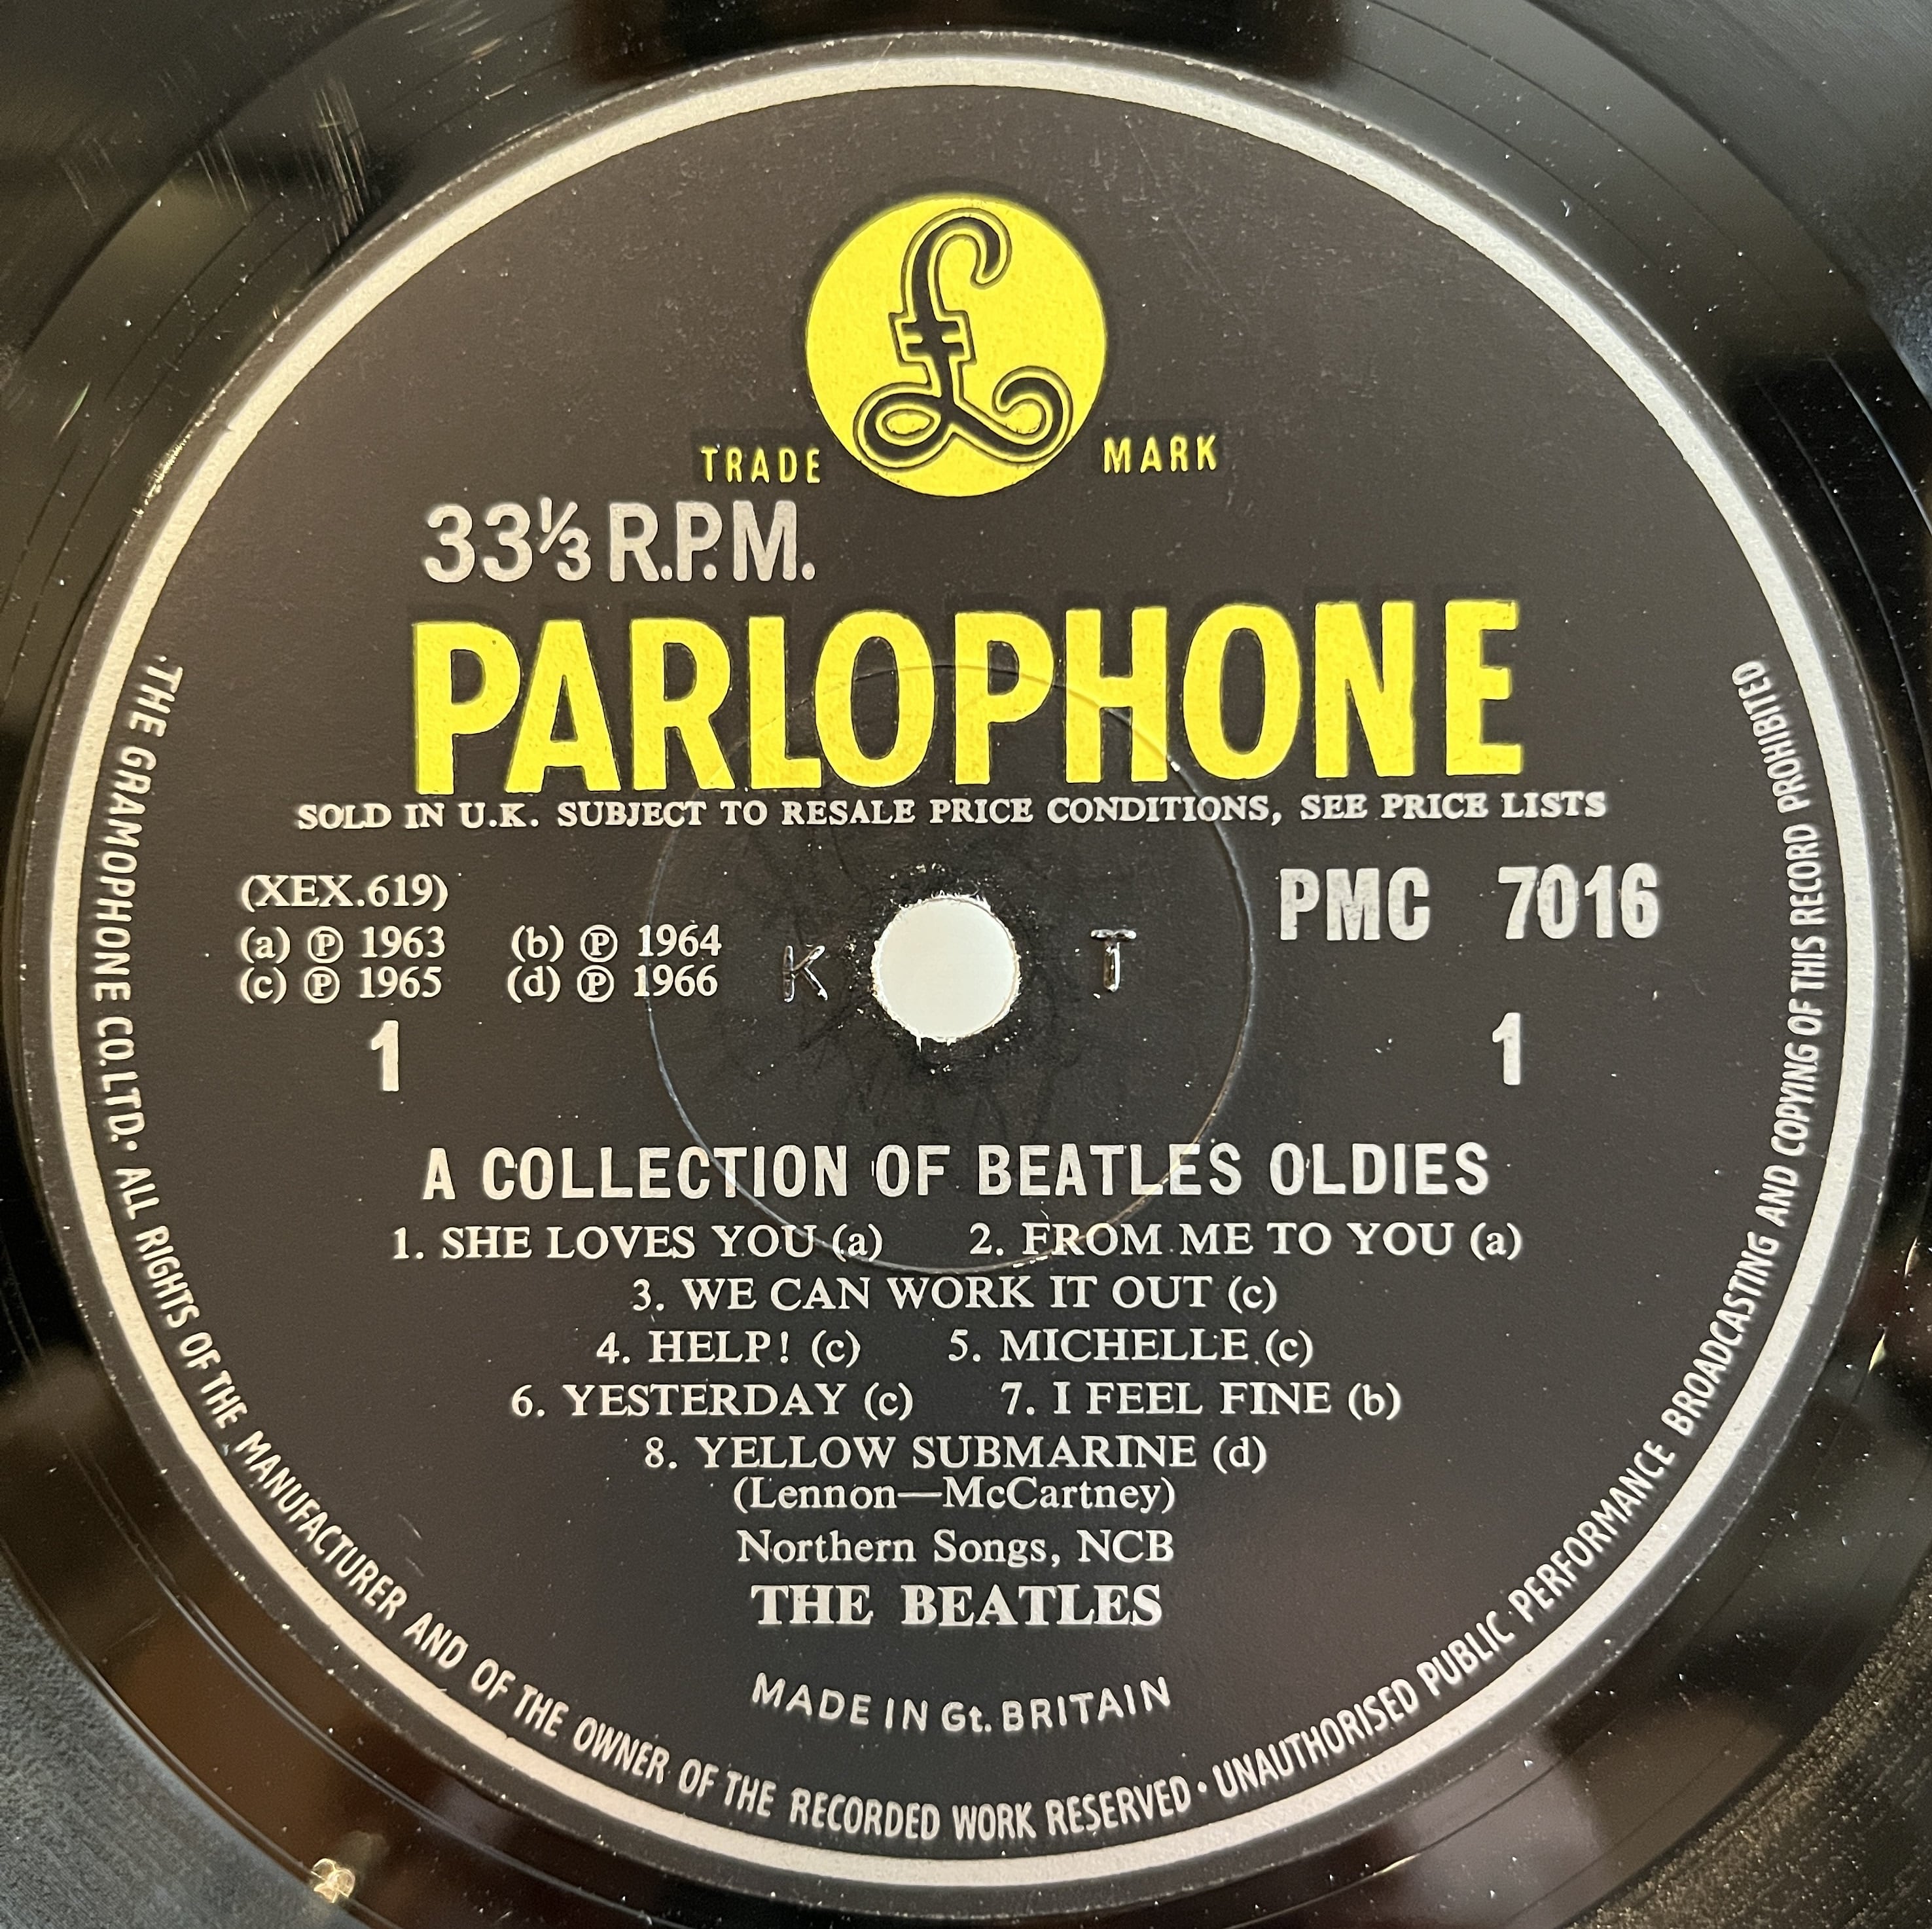 £
TRADE MARK
33⅓ R.P.M.
PARLOPHONE
SOLD IN U.K. SUBJECT TO RESALE PRICE CONDITIONS, SEE PRICE LISTS
(XEX.619)
PMC 7016
(a) ℗ 1963 (b) ℗ 1964
(c) ℗ 1965 (d) ℗ 1966
K T
1 1
A COLLECTION OF BEATLES OLDIES
1. SHE LOVES YOU (a) 2. FROM ME TO YOU (a)
3. WE CAN WORK IT OUT (c)
4. HELP! (c) 5. MICHELLE (c)
6. YESTERDAY (c) 7. I FEEL FINE (b)
8. YELLOW SUBMARINE (d)
(Lennon—McCartney)
Northern Songs, NCB
THE BEATLES
MADE IN Gt. BRITAIN
THE GRAMOPHONE CO. LTD. · ALL RIGHTS OF THE MANUFACTURER AND OF THE OWNER OF THE RECORDED WORK RESERVED · UNAUTHORISED PUBLIC PERFORMANCE BROADCASTING AND COPYING OF THIS RECORD PROHIBITED